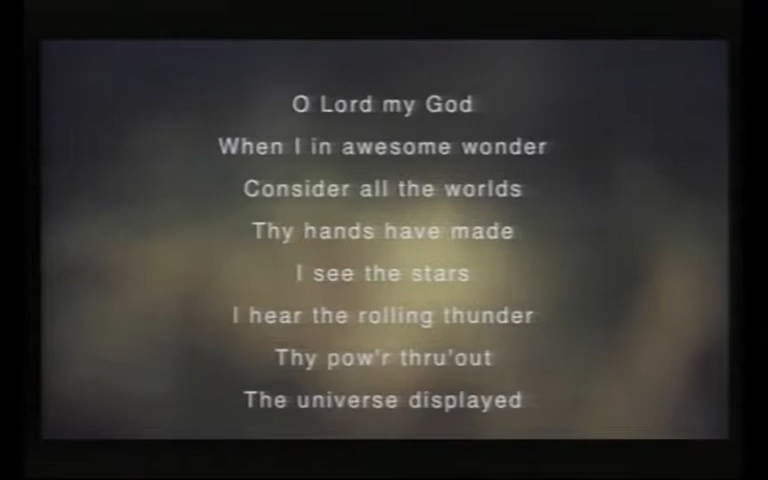 O Lord my God
When I in awesome wonder
Consider all the worlds
Thy hands have made
I see the stars
I hear the rolling thunder
Thy pow'r thru'out
The universe displayed